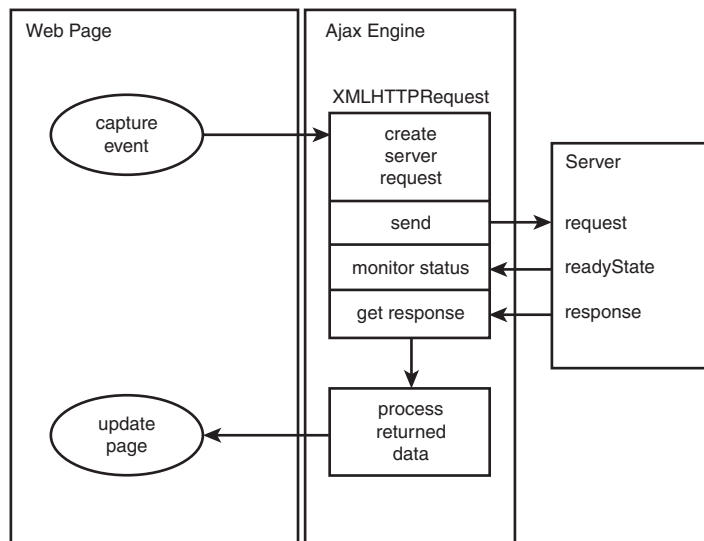 Web Page
Ajax Engine
XMLHTTPRequest
capture
event
create
server
request
Server
send
request
monitor status
readyState
get response
response
update
page
process
returned
data